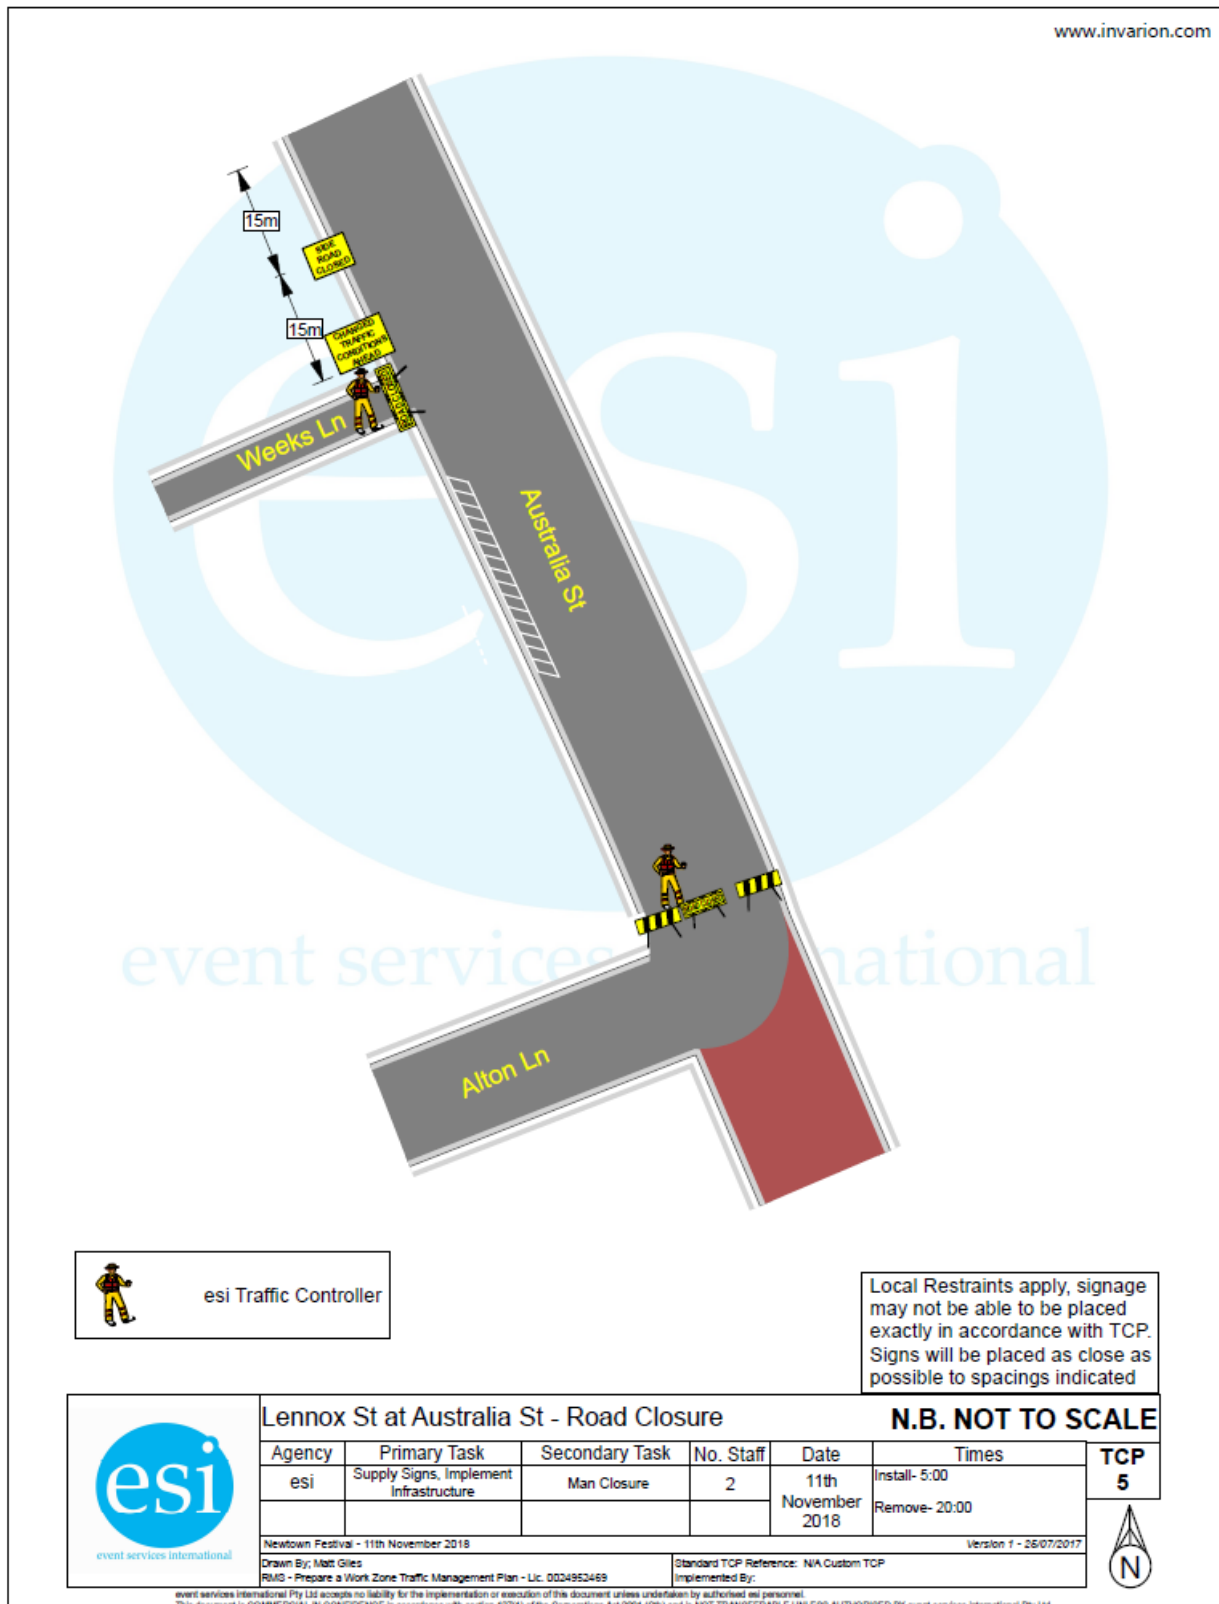 www.invarion.com
15m
SIDE
ROAD
CLOSED
15m
CHANGED
TRAFFIC
CONDITIONS
AHEAD
Weeks Ln
Australia St
esi
event services national
Alton Ln
esi Traffic Controller
Local Restraints apply, signage
may not be able to be placed
exactly in accordance with TCP.
Signs will be placed as close as
possible to spacings indicated
Lennox St at Australia St - Road Closure
N.B. NOT TO SCALE
Agency Primary Task Secondary Task No. Staff Date Times
TCP
5
esi
Supply Signs, Implement
Infrastructure
Man Closure
2
11th
November
2018
Install- 5:00
Remove- 20:00
esi
event services international
Newtown Festival - 11th November 2018
Version 1 - 26/07/2017
Drawn By; Matt Giles
RMS - Prepare a Work Zone Traffic Management Plan - Lic. 0024952469
Standard TCP Reference: N/A Custom TCP
Implemented By:
N
event services international Pty Ltd accepts no liability for the implementation or execution of this document unless undertaken by authorised esi personnel.